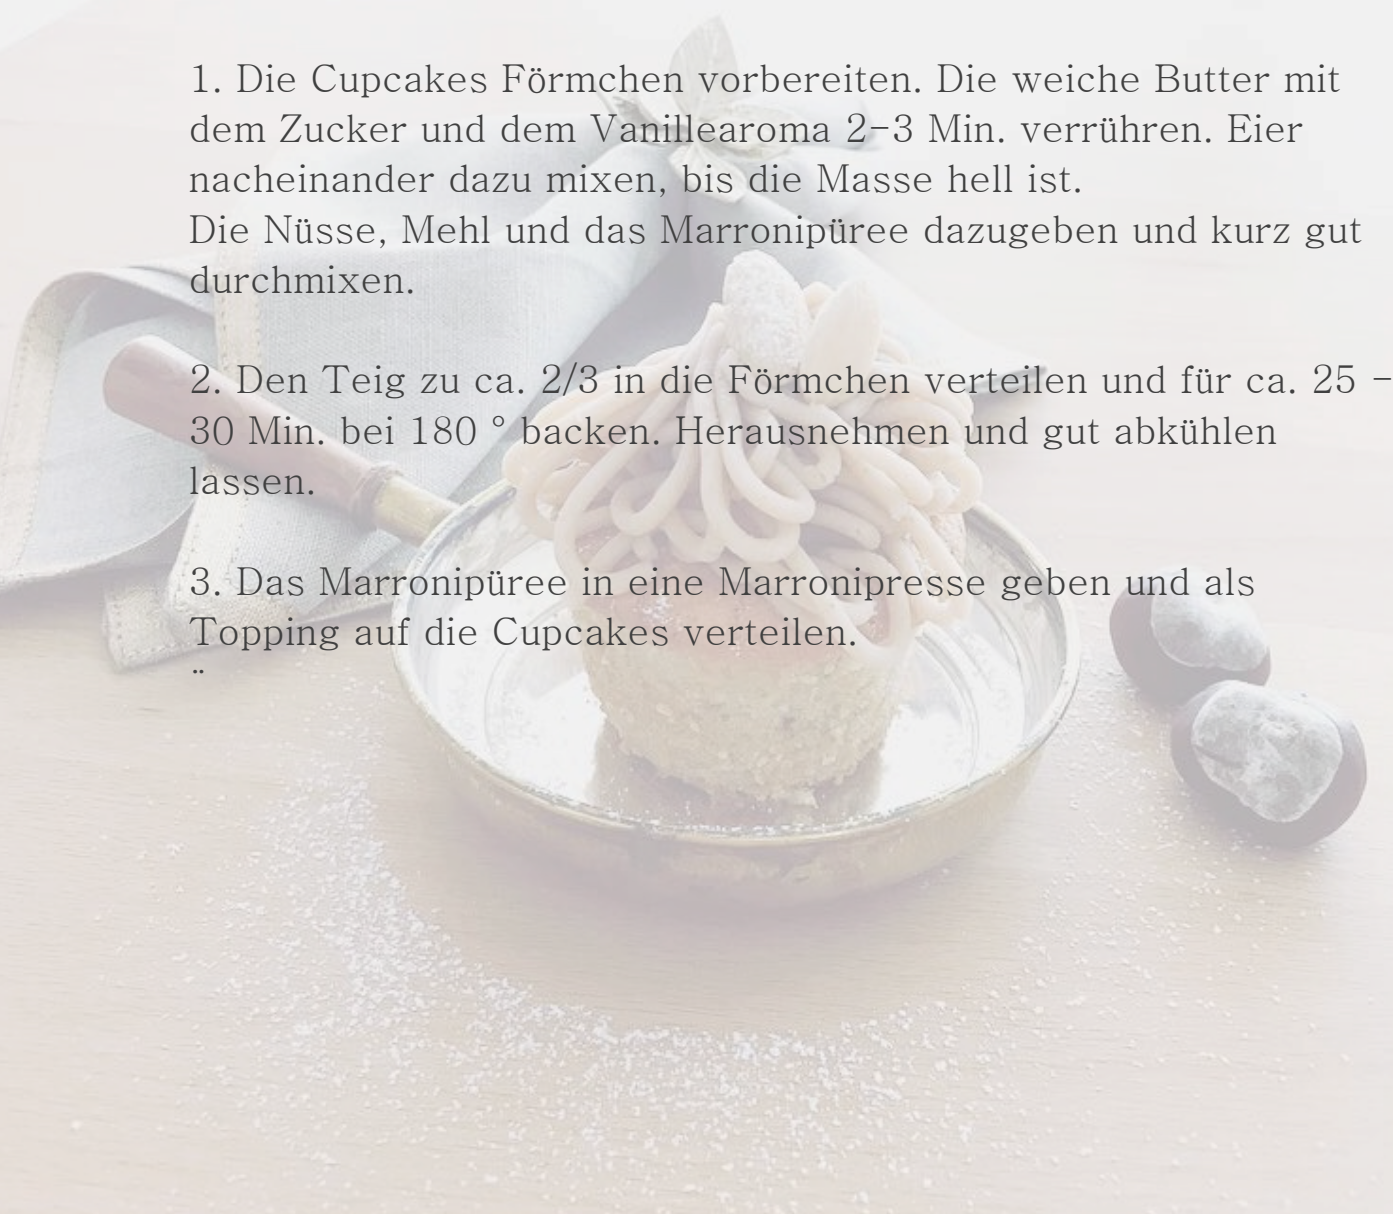 1. Die Cupcakes Förmchen vorbereiten. Die weiche Butter mit
dem Zucker und dem Vanillearoma 2-3 Min. verrühren. Eier
nacheinander dazu mixen, bis die Masse hell ist.
Die Nüsse, Mehl und das Marronipüree dazugeben und kurz gut
durchmixen.
2. Den Teig zu ca. 2/3 in die Förmchen verteilen und für ca. 25 -
30 Min. bei 180 ° backen. Herausnehmen und gut abkühlen
lassen.
3. Das Marronipüree in eine Marronipresse geben und als
Topping auf die Cupcakes verteilen.
¨